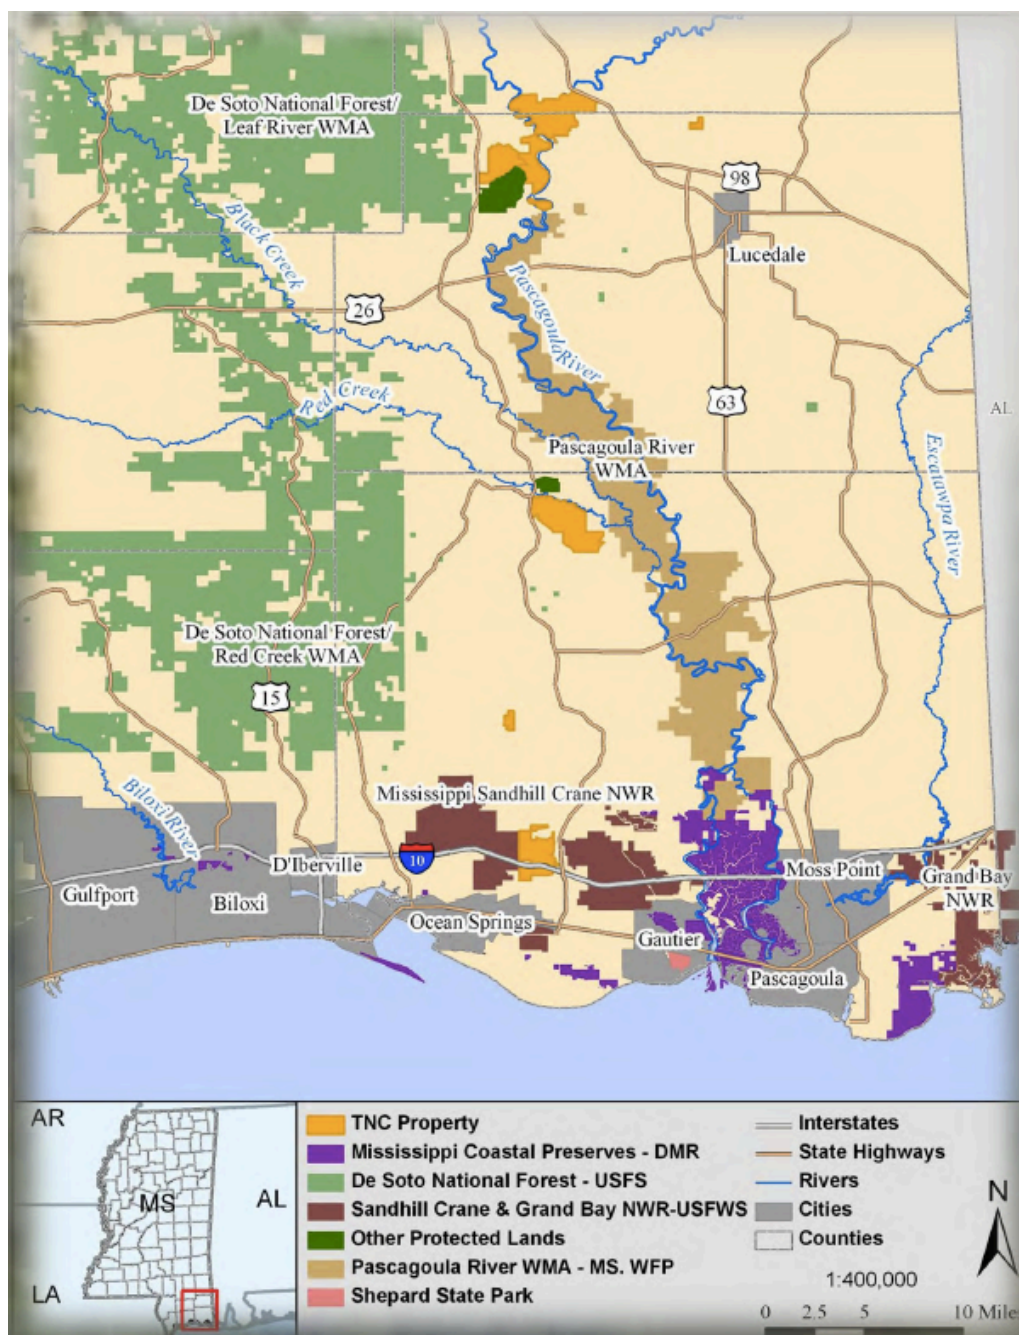 De Soto National Forest/
Leaf River WMA
98
Black Creek
Lucedale
Pascagoula River
26
Red Creek
63
AL
Pascagoula River
WMA
Escatawpa River
De Soto National Forest/
Red Creek WMA
15
Mississippi Sandhill Crane NWR
Biloxi River
10
D'Iberville
Moss Point
Grand Bay
NWR
Gulfport
Biloxi
Ocean Springs
Gautier
Pascagoula
AR
MS
AL
LA
TNC Property
Mississippi Coastal Preserves - DMR
De Soto National Forest - USFS
Sandhill Crane & Grand Bay NWR-USFWS
Other Protected Lands
Pascagoula River WMA - MS. WFP
Shepard State Park
Interstates
State Highways
Rivers
Cities
Counties
N
1:400,000
0 2.5 5 10 Mile